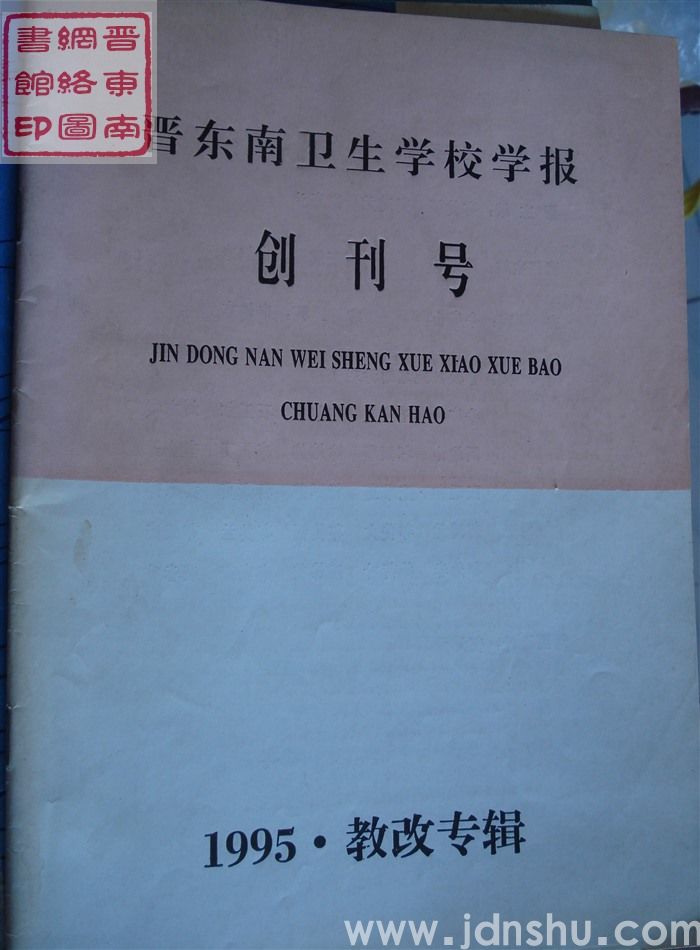 晋東南
網絡圖
書館印
晋东南卫生学校学报
创刊号
JIN DONG NAN WEI SHENG XUE XIAO XUE BAO
CHUANG KAN HAO
1995·教改专辑
www.jdnshu.com